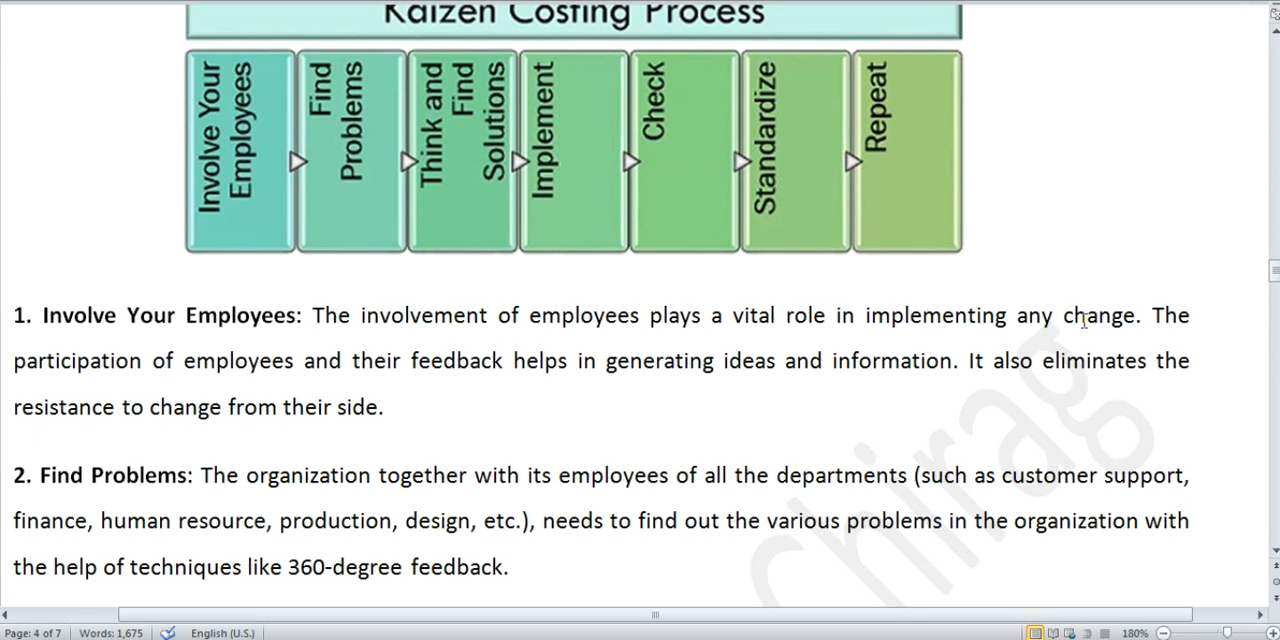 Kaizen Costing Process
Involve Your
Employees
Find
Problems
Think and
Find
Solutions
Implement
Check
Standardize
Repeat
1. Involve Your Employees: The involvement of employees plays a vital role in implementing any change. The
participation of employees and their feedback helps in generating ideas and information. It also eliminates the
resistance to change from their side.
Chirag
2. Find Problems: The organization together with its employees of all the departments (such as customer support,
finance, human resource, production, design, etc.), needs to find out the various problems in the organization with
the help of techniques like 360-degree feedback.
Page: 4 of 7
Words: 1,675
English (U.S.)
180%